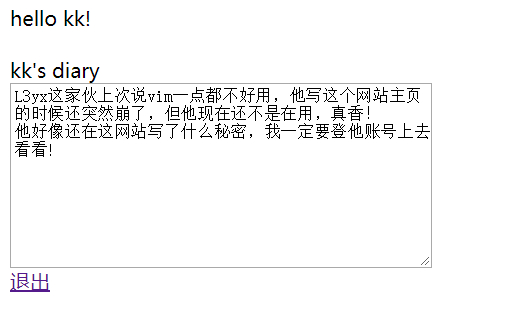 hello kk!
kk's diary
L3yx这家伙上次说vim一点都不好用，他写这个网站主页
的时候还突然崩了，但他现在还不是在用，真香！
他好像还在这网站写了什么秘密，我一定要登他账号上去
看看！
退出